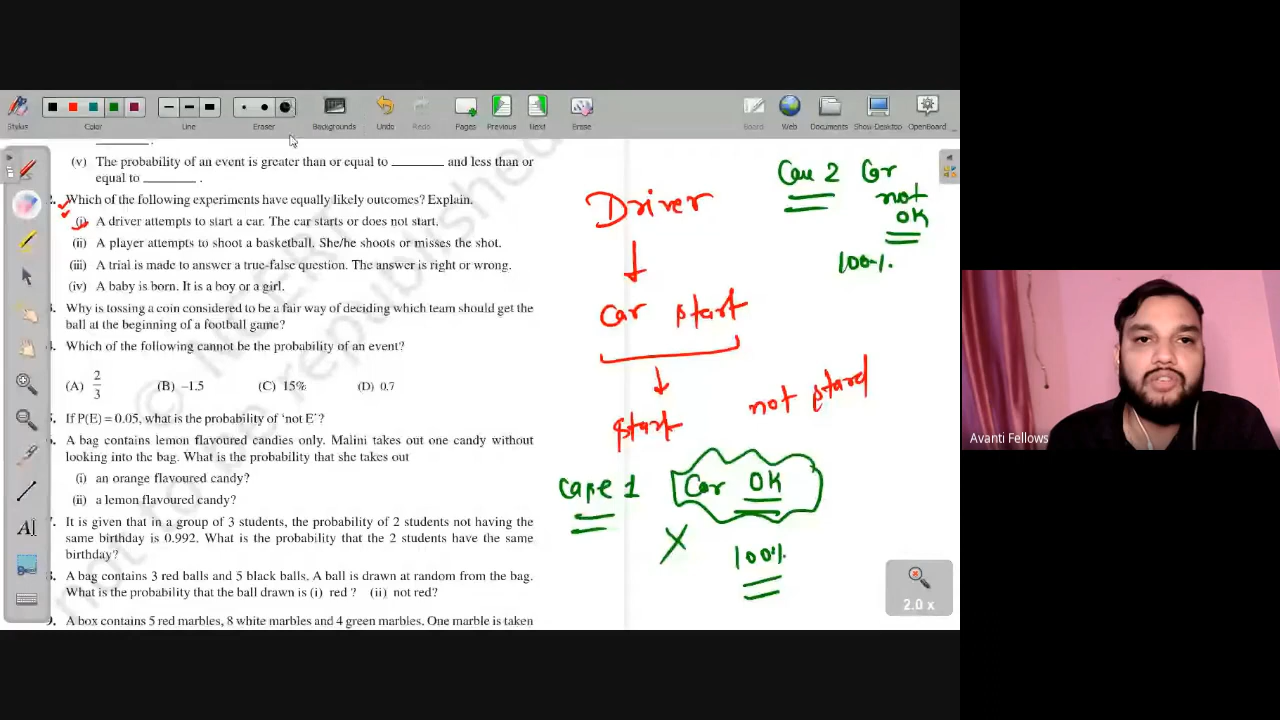 Stylus
Color
Line
Eraser
Backgrounds
Undo
Redo
Pages
Previous
Next
Erase
Board
Web
Documents
Show-Desktop
OpenBoard
(v) The probability of an event is greater than or equal to ________ and less than or
equal to ________ .
2. Which of the following experiments have equally likely outcomes? Explain.
(i) A driver attempts to start a car. The car starts or does not start.
(ii) A player attempts to shoot a basketball. She/he shoots or misses the shot.
(iii) A trial is made to answer a true-false question. The answer is right or wrong.
(iv) A baby is born. It is a boy or a girl.
Why is tossing a coin considered to be a fair way of deciding which team should get the
ball at the beginning of a football game?
Which of the following cannot be the probability of an event?
(A) 2/3 (B) –1.5 (C) 15% (D) 0.7
If P(E) = 0.05, what is the probability of ‘not E’?
A bag contains lemon flavoured candies only. Malini takes out one candy without
looking into the bag. What is the probability that she takes out
(i) an orange flavoured candy?
(ii) a lemon flavoured candy?
It is given that in a group of 3 students, the probability of 2 students not having the
same birthday is 0.992. What is the probability that the 2 students have the same
birthday?
A bag contains 3 red balls and 5 black balls. A ball is drawn at random from the bag.
What is the probability that the ball drawn is (i) red ? (ii) not red?
9. A box contains 5 red marbles, 8 white marbles and 4 green marbles. One marble is taken
Driver
Car start
start
not start
Case 1
Car OK
X
100%
Case 2
Car
not
OK
100%
2.0 x
Avanti Fellows